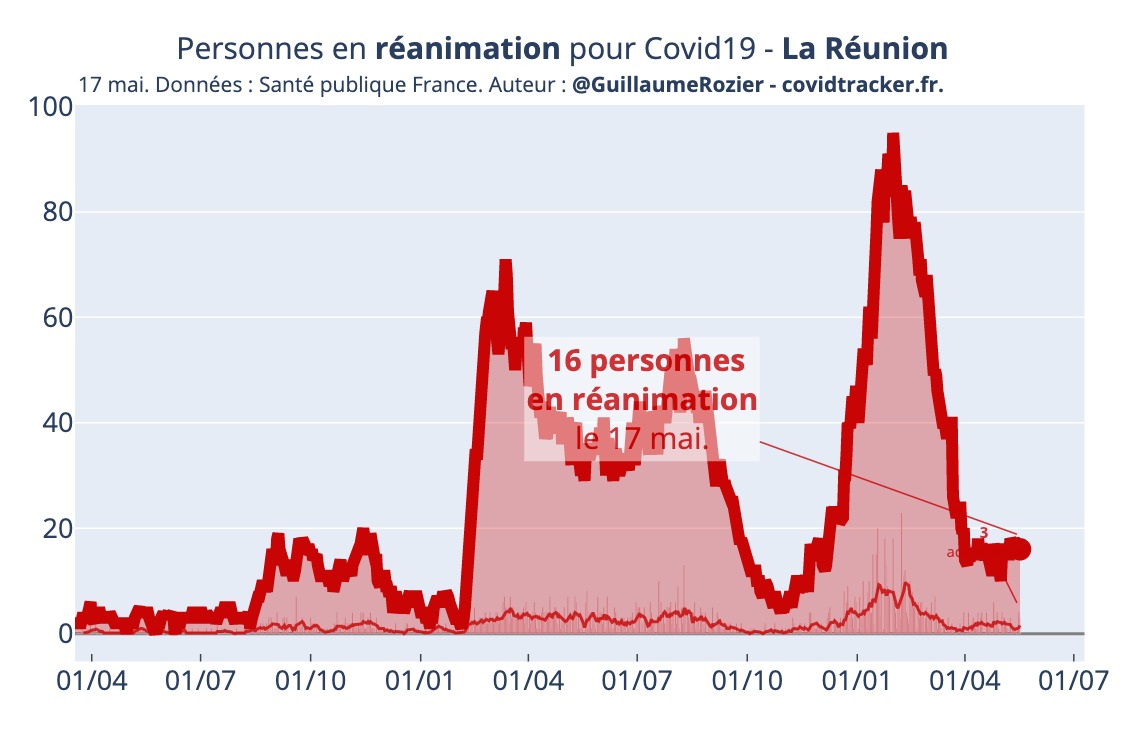 Personnes en réanimation pour Covid19 - La Réunion
17 mai. Données : Santé publique France. Auteur : @GuillaumeRozier - covidtracker.fr.
100
80
60
40
20
0
16 personnes
en réanimation
le 17 mai.
3
01/04 01/07 01/10 01/01 01/04 01/07 01/10 01/01 01/04 01/07